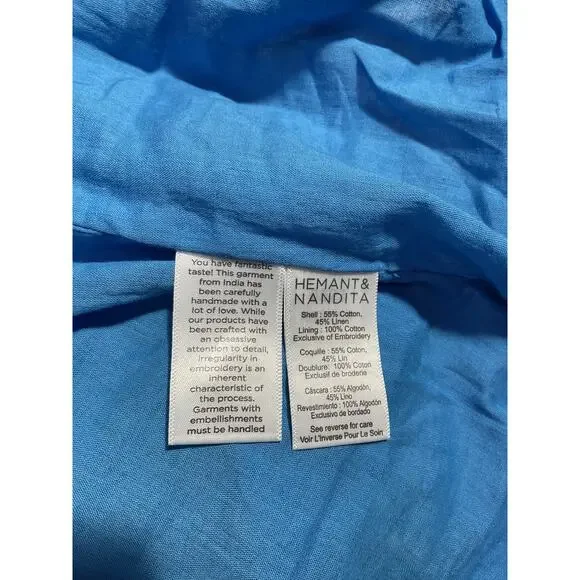 You have fantastic
taste! This garment
from India has
been carefully
handmade with a
lot of love. While
our products have
been crafted with
an obsessive
attention to detail,
irregularity in
embroidery is an
inherent
characteristic of
the process.
Garments with
embellishments
must be handled
HEMANT &
NANDITA
Shell : 55% Cotton,
45% Linen
Lining : 100% Cotton
Exclusive of Embroidery
Coquille : 55% Coton,
45% Lin
Doublure: 100% Coton
Exclusif de broderie
Cáscara : 55% Algodón,
45% Lino
Revestimiento : 100% Algodón
Exclusivo de bordado
See reverse for care
Voir L'inverse Pour Le Soin